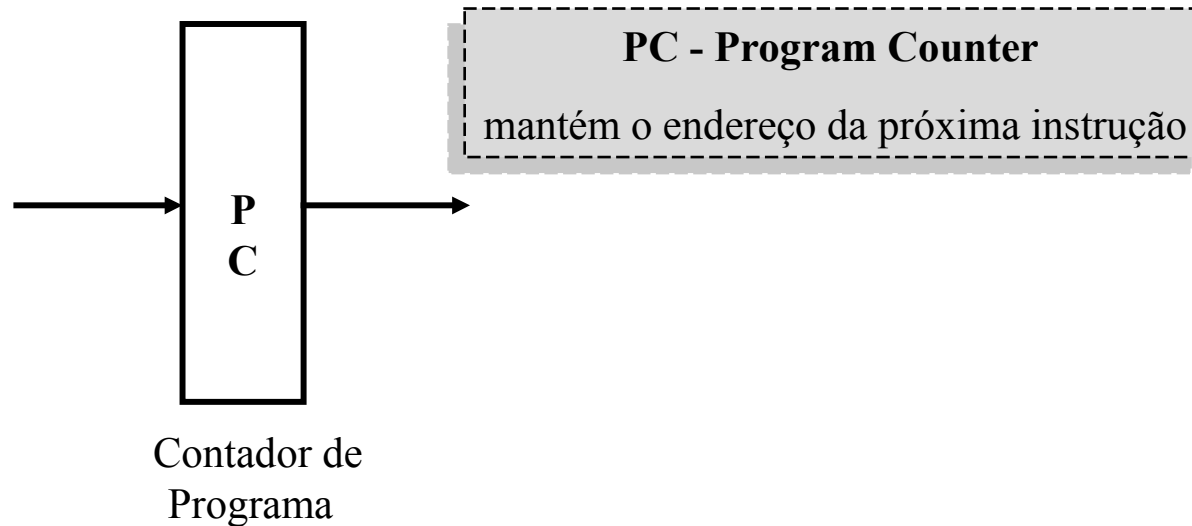 PC - Program Counter
mantém o endereço da próxima instrução
P
C
Contador de
Programa